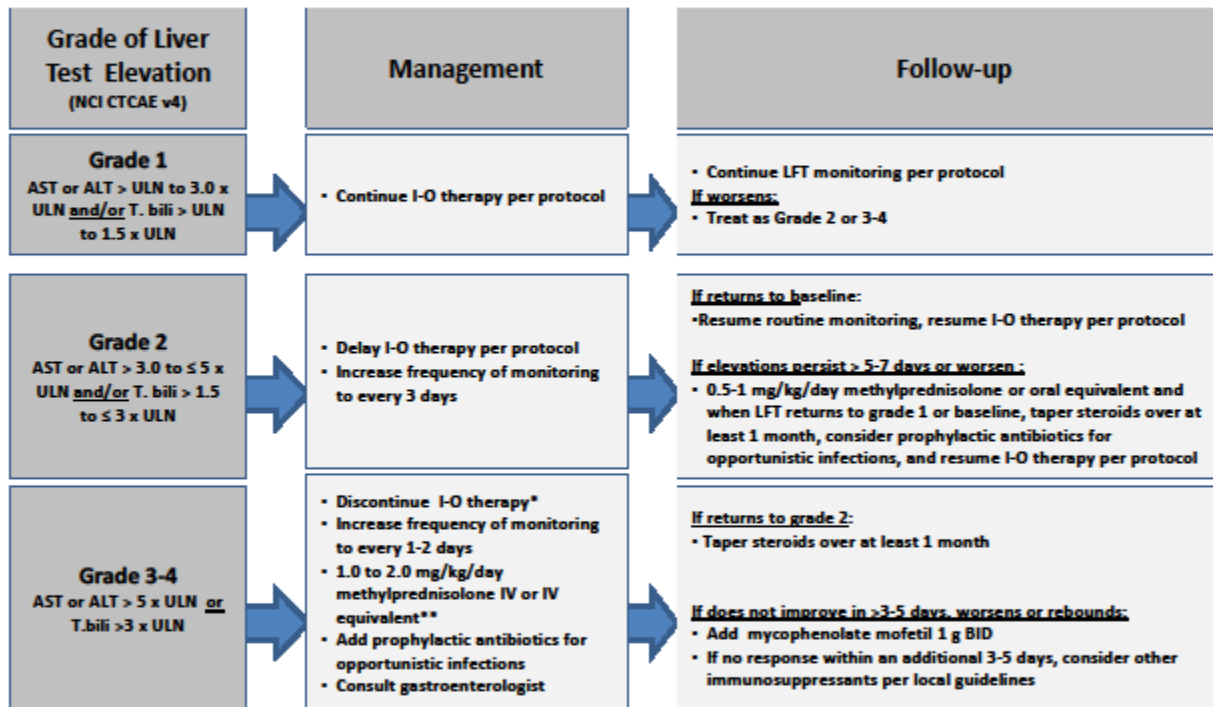 Grade of Liver
Test Elevation
(NCI CTCAE v4)
Management
Follow-up
Grade 1
AST or ALT > ULN to 3.0 x
ULN and/or T. bili > ULN
to 1.5 x ULN
• Continue I-O therapy per protocol
• Continue LFT monitoring per protocol
If worsens:
• Treat as Grade 2 or 3-4
Grade 2
AST or ALT > 3.0 to ≤ 5 x
ULN and/or T. bili > 1.5
to ≤ 3 x ULN
• Delay I-O therapy per protocol
• Increase frequency of monitoring
to every 3 days
If returns to baseline:
•Resume routine monitoring, resume I-O therapy per protocol
If elevations persist > 5-7 days or worsen :
• 0.5-1 mg/kg/day methylprednisolone or oral equivalent and
when LFT returns to grade 1 or baseline, taper steroids over at
least 1 month, consider prophylactic antibiotics for
opportunistic infections, and resume I-O therapy per protocol
Grade 3-4
AST or ALT > 5 x ULN or
T.bili >3 x ULN
• Discontinue I-O therapy*
• Increase frequency of monitoring
to every 1-2 days
• 1.0 to 2.0 mg/kg/day
methylprednisolone IV or IV
equivalent**
• Add prophylactic antibiotics for
opportunistic infections
• Consult gastroenterologist
If returns to grade 2:
• Taper steroids over at least 1 month
If does not improve in >3-5 days, worsens or rebounds:
• Add mycophenolate mofetil 1 g BID
• If no response within an additional 3-5 days, consider other
immunosuppressants per local guidelines